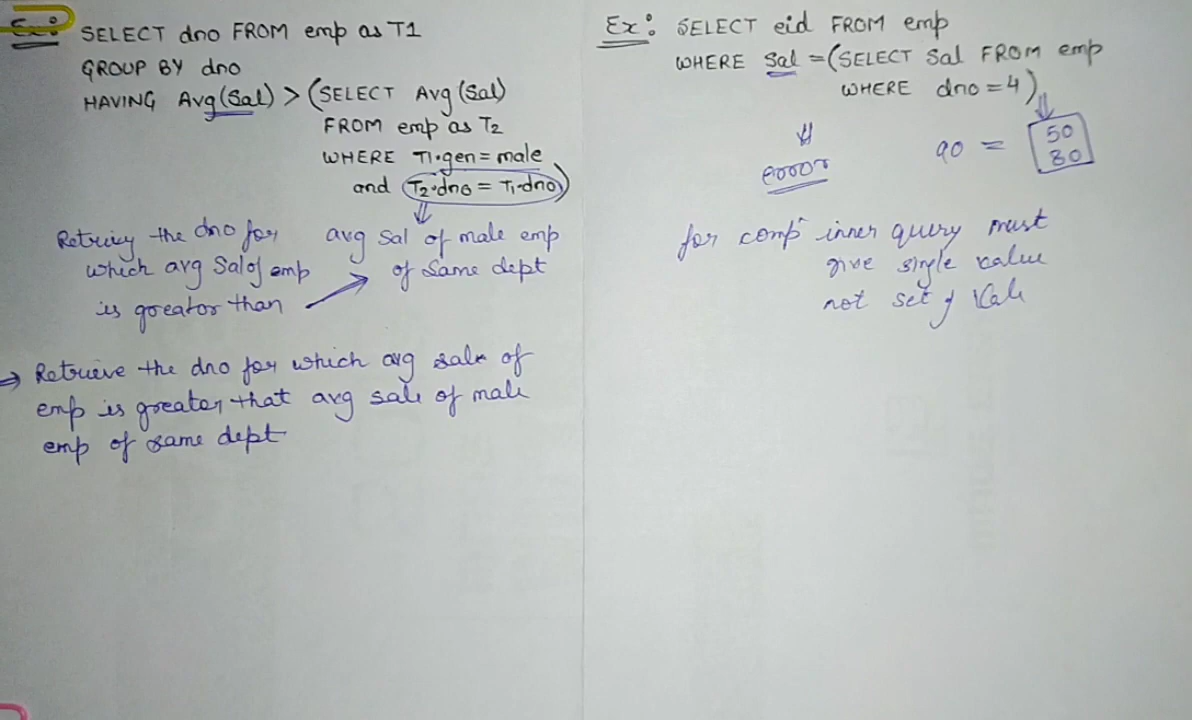 Ex:
SELECT dno FROM emp as T1
GROUP BY dno
HAVING Avg(Sal) > (SELECT Avg(Sal)
FROM emp as T2
WHERE T1.gen = male
and T2.dno = T1.dno)
⇓
Retriving the dno for
which avg Sal of emp
is greator than
avg sal of male emp
of same dept
⇒ Retrueve the dno for which avg sale of
emp is greater that avg sale of male
emp of same dept
Ex: SELECT eid FROM emp
WHERE Sal = (SELECT Sal FROM emp
WHERE dno = 4)
⇓
error
⇓
90 = 50
80
for compn inner query must
give single value
not set of